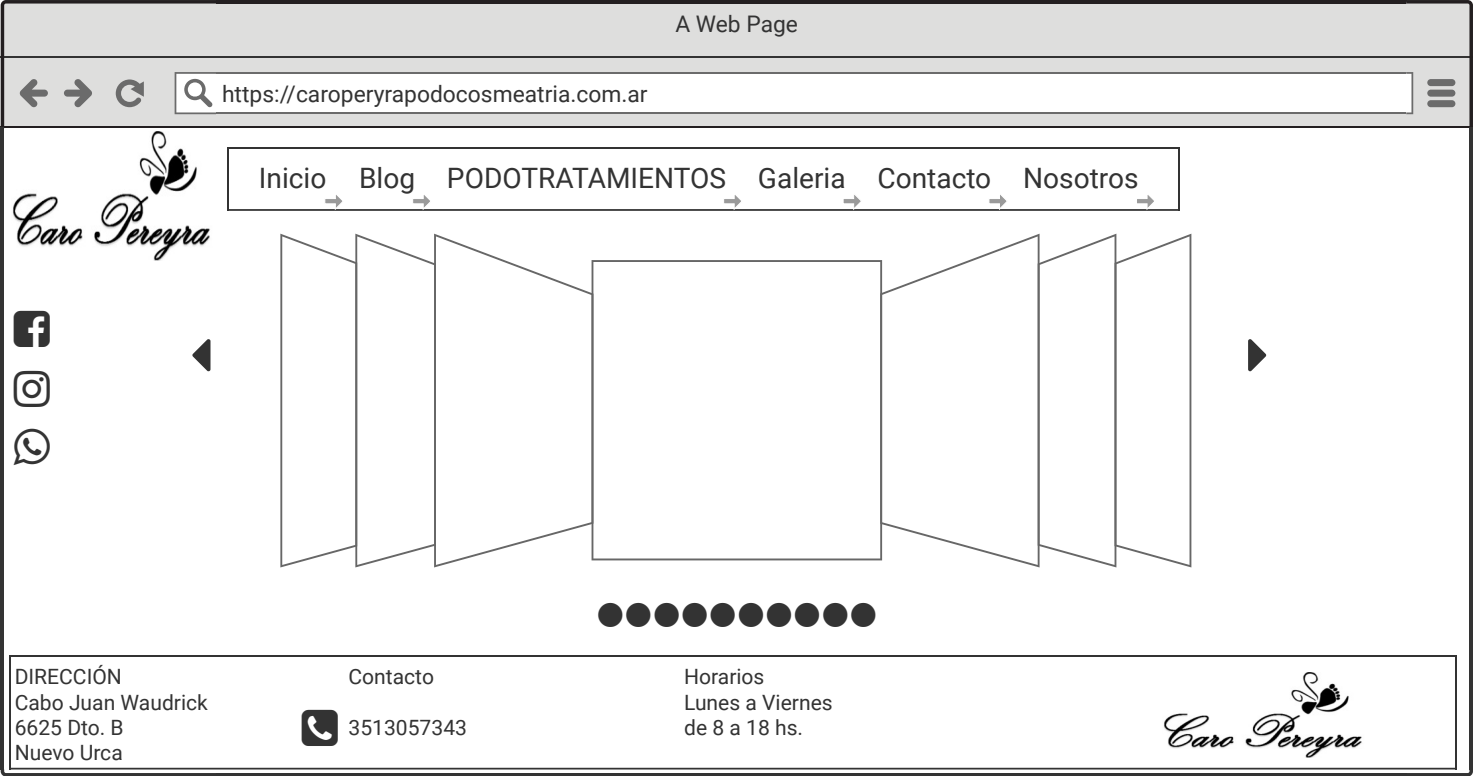 A Web Page
https://caroperyrapodocosmeatria.com.ar
Caro Pereyra
Inicio Blog PODOTRATAMIENTOS Galeria Contacto Nosotros
DIRECCIÓN
Cabo Juan Waudrick
6625 Dto. B
Nuevo Urca
Contacto
3513057343
Horarios
Lunes a Viernes
de 8 a 18 hs.
Caro Pereyra